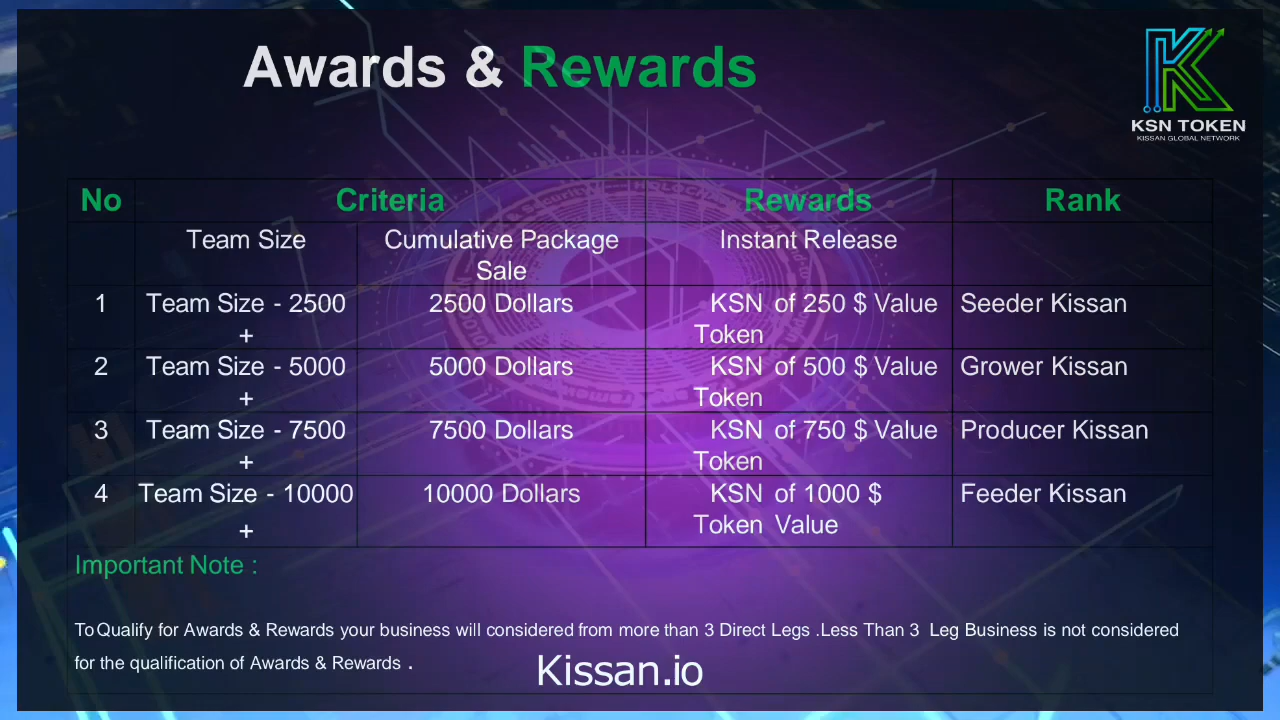 Awards & Rewards
KSN TOKEN
KISSAN GLOBAL NETWORK
No Criteria Rewards Rank
Team Size Cumulative Package Sale Instant Release
1 Team Size - 2500 + 2500 Dollars KSN of 250 $ Value Token Seeder Kissan
2 Team Size - 5000 + 5000 Dollars KSN of 500 $ Value Token Grower Kissan
3 Team Size - 7500 + 7500 Dollars KSN of 750 $ Value Token Producer Kissan
4 Team Size - 10000 + 10000 Dollars KSN of 1000 $ Token Value Feeder Kissan
Important Note :
To Qualify for Awards & Rewards your business will considered from more than 3 Direct Legs .Less Than 3 Leg Business is not considered
for the qualification of Awards & Rewards .
Kissan.io